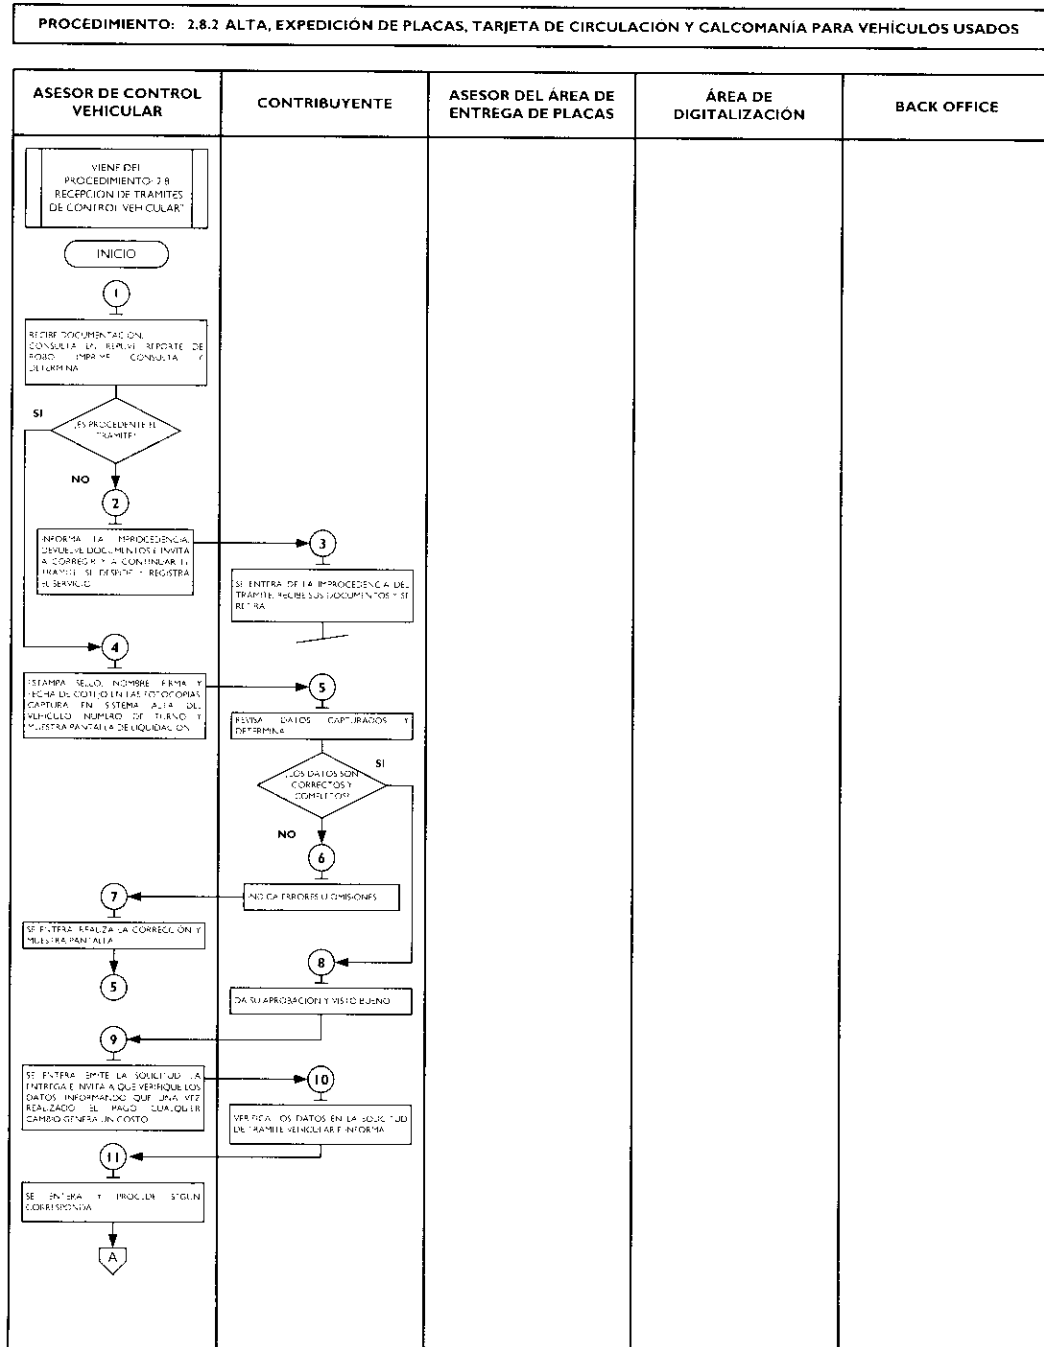 PROCEDIMIENTO: 2.8.2 ALTA, EXPEDICIÓN DE PLACAS, TARJETA DE CIRCULACIÓN Y CALCOMANÍA PARA VEHÍCULOS USADOS
ASESOR DE CONTROL
VEHICULAR
CONTRIBUYENTE
ASESOR DEL ÁREA DE
ENTREGA DE PLACAS
ÁREA DE
DIGITALIZACIÓN
BACK OFFICE
VIENE DEL
PROCEDIMIENTO: 2.8
RECEPCION DE TRAMITES
DE CONTROL VEHICULAR"
INICIO
1
RECIBE DOCUMENTACION,
CONSULTA EN REPUVE REPORTE DE
ROBO IMPRIME CONSULTA Y
DETERMINA
SI
¿ES PROCEDENTE EL
TRAMITE?
NO
2
INFORMA LA IMPROCEDENCIA,
DEVUELVE DOCUMENTOS E INVITA
A CORREGIR Y A CONTINUAR EL
TRAMITE, SE DESPIDE Y REGISTRA
EL SERVICIO
3
SE ENTERA DE LA IMPROCEDENCIA DEL
TRAMITE, RECIBE SUS DOCUMENTOS Y SE
RETIRA
4
ESTAMPA SELLO, NOMBRE FIRMA Y
FECHA DE COTEJO EN LAS FOTOCOPIAS,
CAPTURA EN SISTEMA ALTA DEL
VEHICULO NUMERO DE TURNO Y
MUESTRA PANTALLA DE LIQUIDACION
5
REVISA DATOS CAPTURADOS Y
DETERMINA
SI
¿LOS DATOS SON
CORRECTOS Y
COMPLETOS?
NO
6
INDICA ERRORES U OMISIONES
7
SE ENTERA REALIZA LA CORRECCIÓN Y
MUESTRA PANTALLA
5
8
DA SU APROBACION Y VISTO BUENO
9
SE ENTERA EMITE LA SOLICITUD LA
ENTREGA E INVITA A QUE VERIFIQUE LOS
DATOS INFORMANDO QUE UNA VEZ
REALIZADO EL PAGO CUALQUIER
CAMBIO GENERA UN COSTO
10
VERIFICA LOS DATOS EN LA SOLICITUD
DE TRAMITE VEHICULAR E INFORMA
11
SE ENTERA Y PROCEDE SEGUN
CORRESPONDA
A